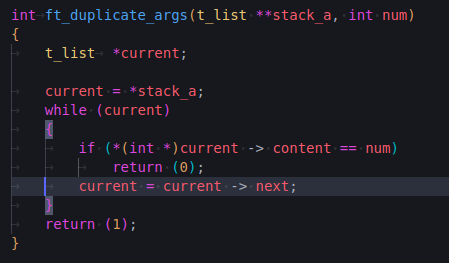 int ft_duplicate_args(t_list **stack_a, int num)
{
	t_list	*current;

	current = *stack_a;
	while (current)
	{
		if (*(int *)current -> content == num)
			return (0);
		current = current -> next;
	}
	return (1);
}